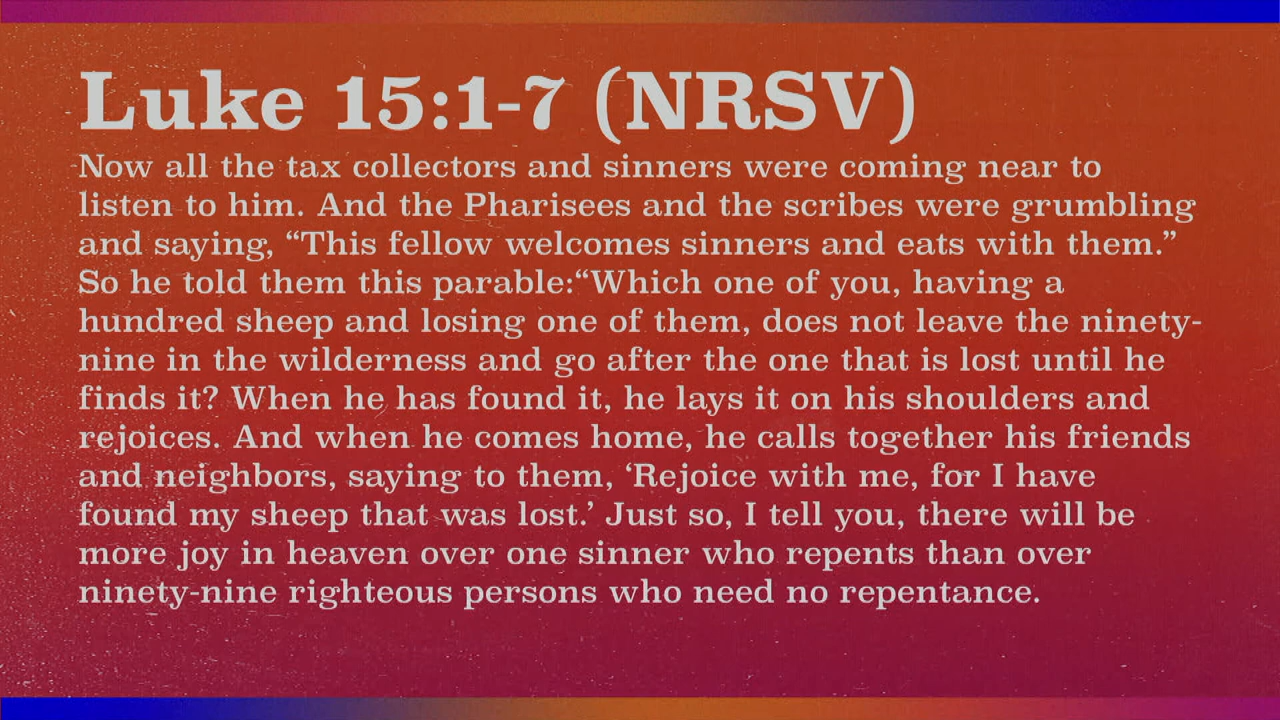 Luke 15:1-7 (NRSV)
Now all the tax collectors and sinners were coming near to
listen to him. And the Pharisees and the scribes were grumbling
and saying, “This fellow welcomes sinners and eats with them.”
So he told them this parable:“Which one of you, having a
hundred sheep and losing one of them, does not leave the ninety-
nine in the wilderness and go after the one that is lost until he
finds it? When he has found it, he lays it on his shoulders and
rejoices. And when he comes home, he calls together his friends
and neighbors, saying to them, ‘Rejoice with me, for I have
found my sheep that was lost.’ Just so, I tell you, there will be
more joy in heaven over one sinner who repents than over
ninety-nine righteous persons who need no repentance.